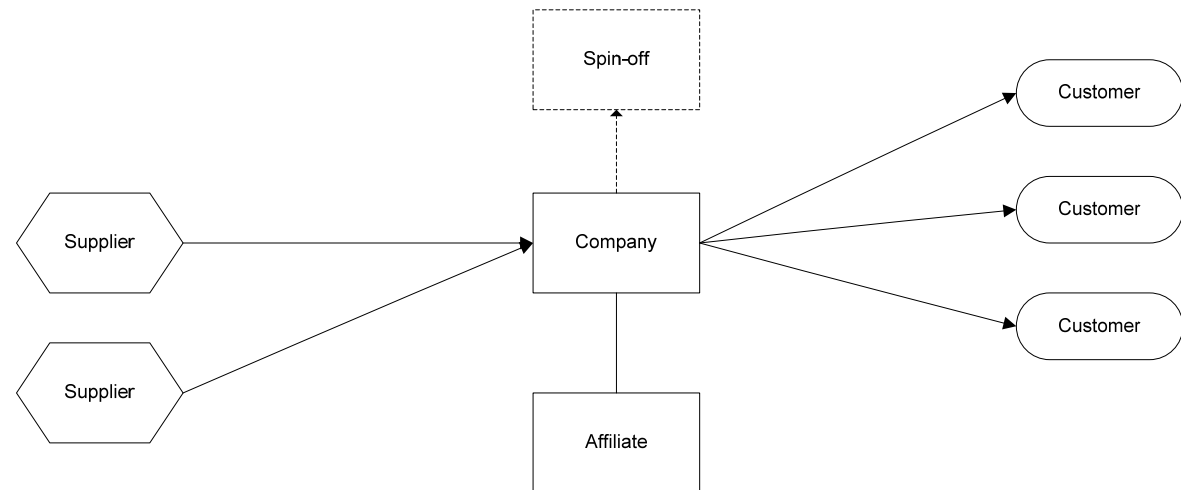 Spin-off
Customer
Supplier
Company
Customer
Supplier
Customer
Affiliate